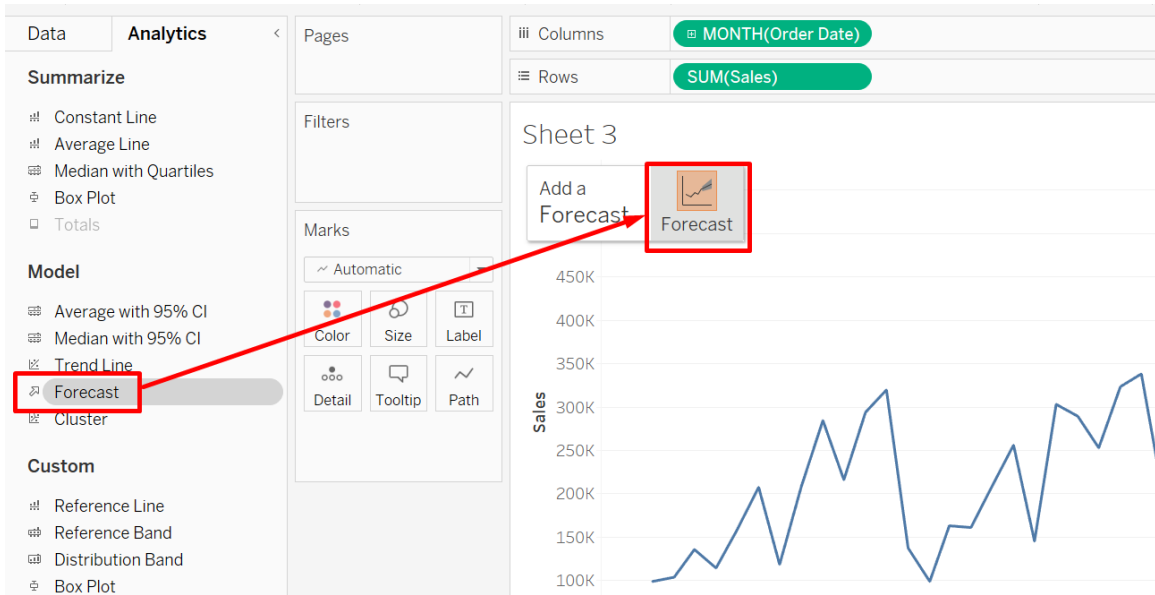 Data
Analytics
Summarize
Constant Line
Average Line
Median with Quartiles
Box Plot
Totals
Model
Average with 95% CI
Median with 95% CI
Trend Line
Forecast
Cluster
Custom
Reference Line
Reference Band
Distribution Band
Box Plot
Pages
Filters
Marks
Automatic
Color
Size
Label
Detail
Tooltip
Path
Columns
MONTH(Order Date)
Rows
SUM(Sales)
Sheet 3
Add a
Forecast
Forecast
450K
400K
350K
300K
250K
200K
150K
100K
Sales